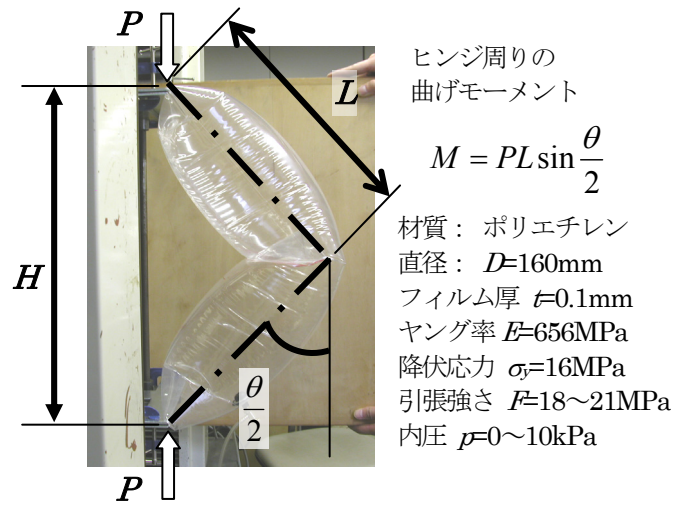 P
L
H
θ/2
P
ヒンジ周りの
曲げモーメント
M = PL sin θ/2
材質： ポリエチレン
直径： D=160mm
フィルム厚 t=0.1mm
ヤング率 E=656MPa
降伏応力 σy=16MPa
引張強さ F=18～21MPa
内圧 p=0～10kPa